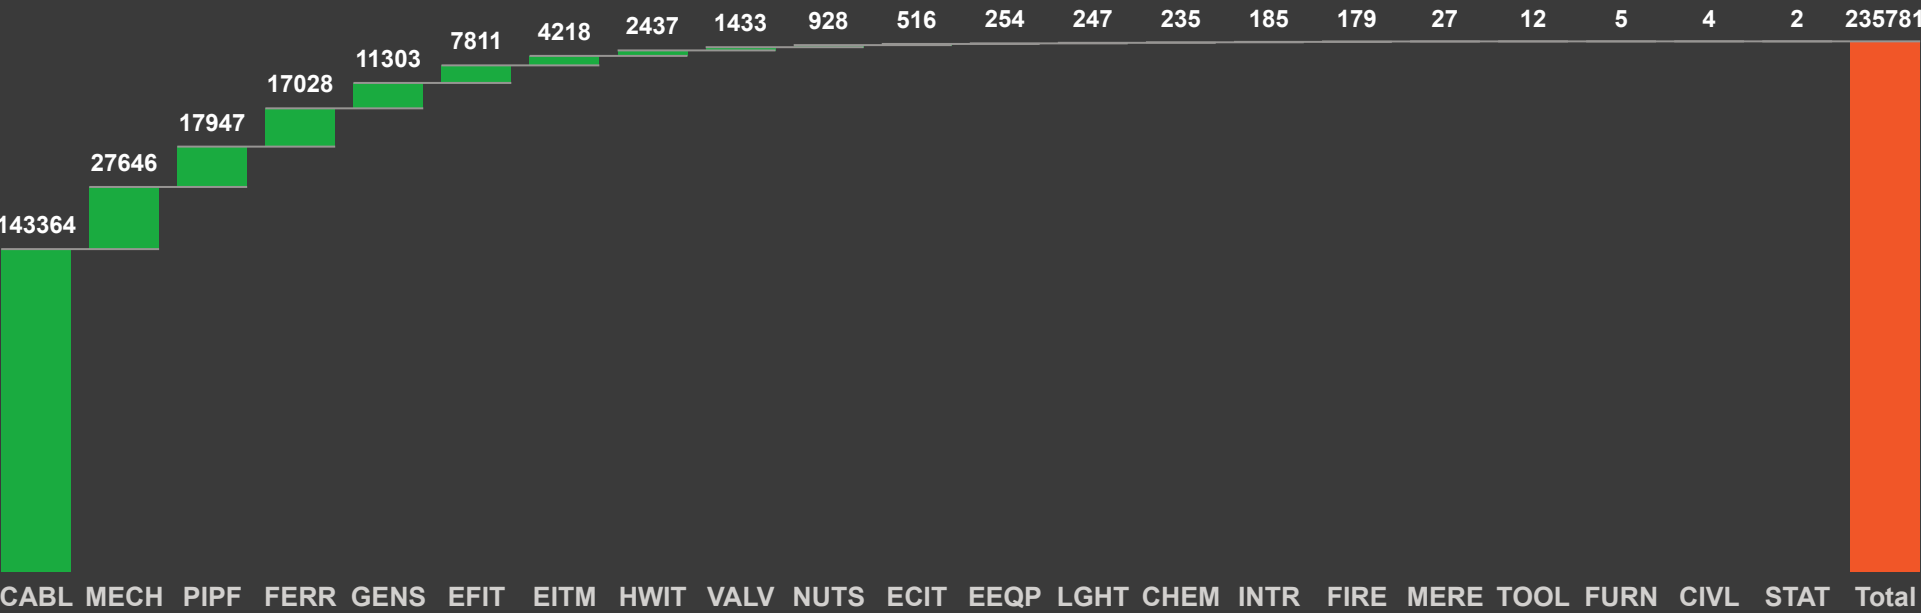 143364 27646 17947 17028 11303 7811 4218 2437 1433 928 516 254 247 235 185 179 27 12 5 4 2 235781
CABL MECH PIPF FERR GENS EFIT EITM HWIT VALV NUTS ECIT EEQP LGHT CHEM INTR FIRE MERE TOOL FURN CIVL STAT Total